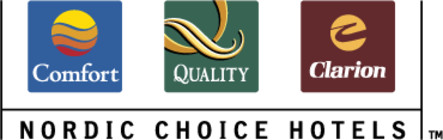 Comfort QUALITY Clarion
NORDIC CHOICE HOTELS ™